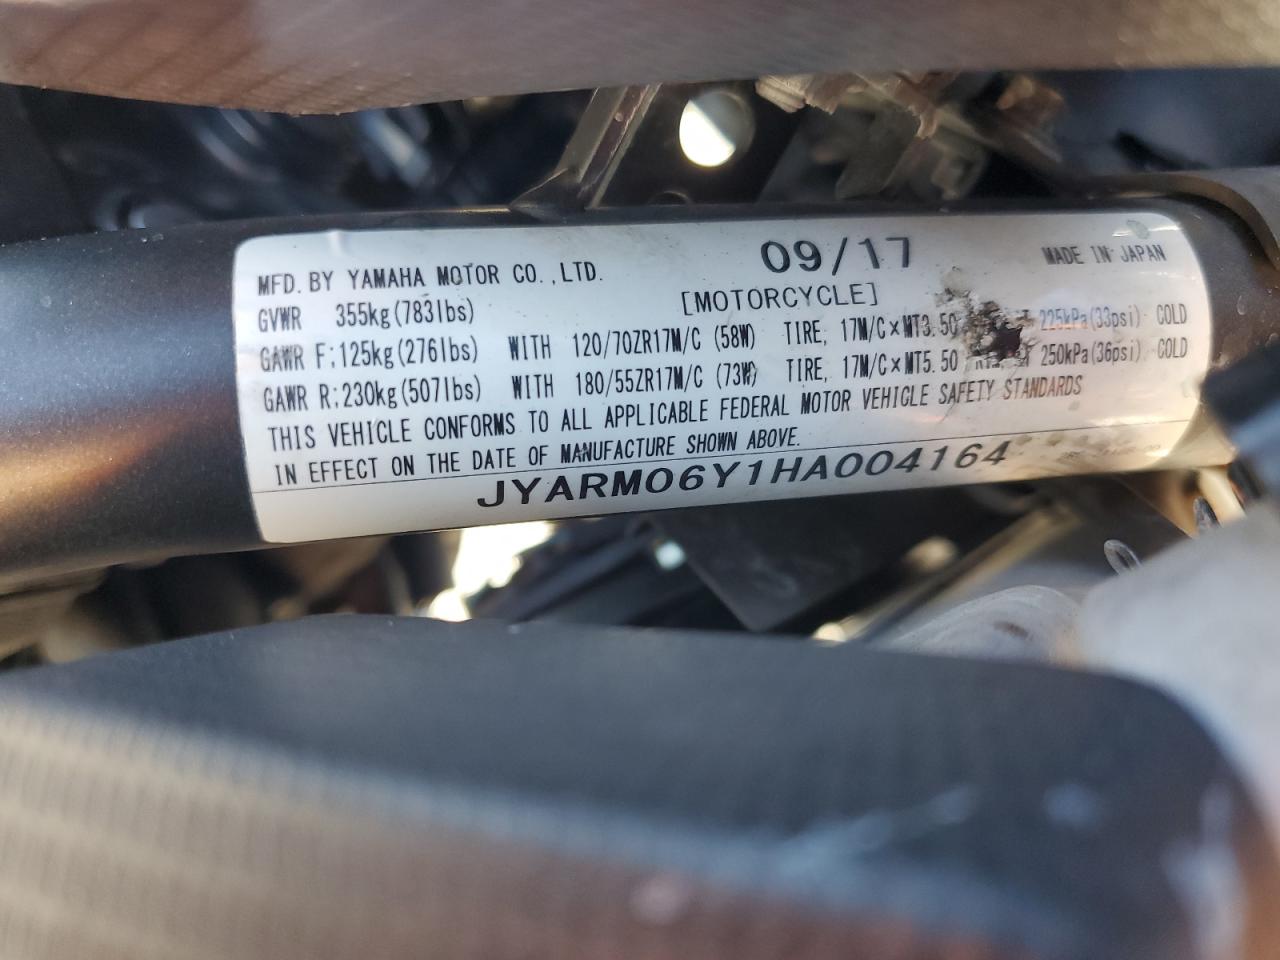 09/17
MADE IN JAPAN
MFD. BY YAMAHA MOTOR CO.,LTD.
[MOTORCYCLE]
GVWR 355kg(783lbs)
GAWR F:125kg(276lbs) WITH 120/70ZR17M/C (58W) TIRE, 17M/C×MT3.50 225kPa(33psi) COLD
GAWR R:230kg(507lbs) WITH 180/55ZR17M/C (73W) TIRE, 17M/C×MT5.50 250kPa(36psi) COLD
THIS VEHICLE CONFORMS TO ALL APPLICABLE FEDERAL MOTOR VEHICLE SAFETY STANDARDS
IN EFFECT ON THE DATE OF MANUFACTURE SHOWN ABOVE.
JYARM06Y1HA004164